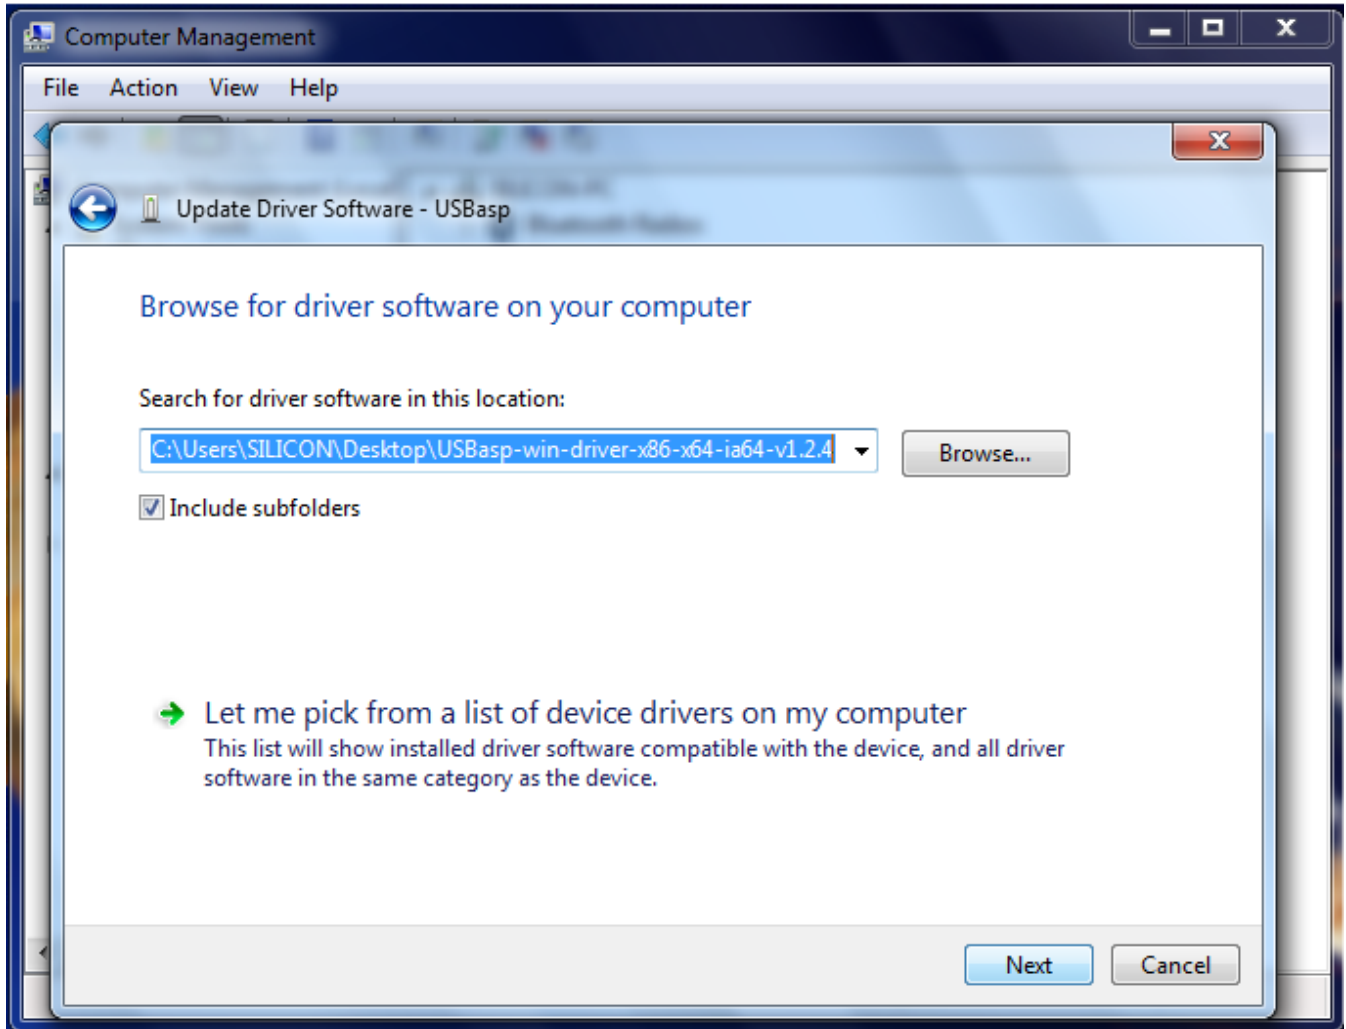 Computer Management
File Action View Help
Update Driver Software - USBasp
Browse for driver software on your computer
Search for driver software in this location:
C:\Users\SILICON\Desktop\USBasp-win-driver-x86-x64-ia64-v1.2.4
Browse...
Include subfolders
Let me pick from a list of device drivers on my computer
This list will show installed driver software compatible with the device, and all driver
software in the same category as the device.
Next Cancel